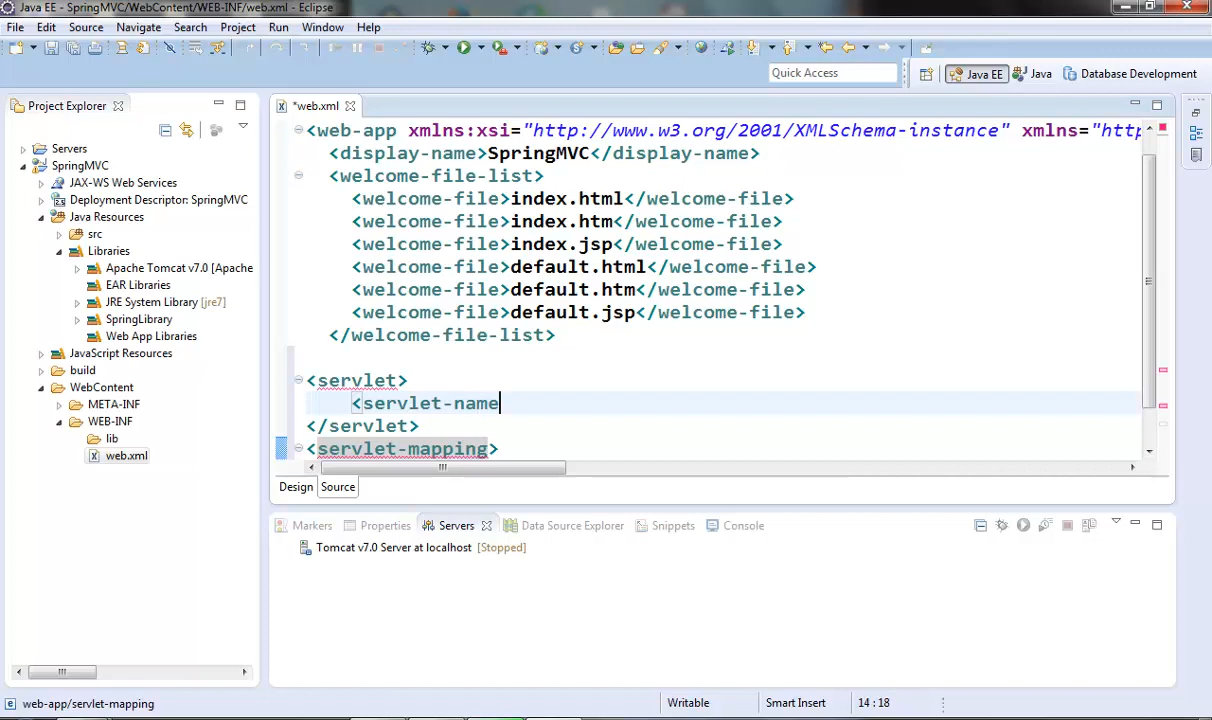 Java EE - SpringMVC/WebContent/WEB-INF/web.xml - Eclipse
File Edit Source Navigate Search Project Run Window Help
Quick Access
Java EE
Java
Database Development
Project Explorer
Servers
SpringMVC
JAX-WS Web Services
Deployment Descriptor: SpringMVC
Java Resources
src
Libraries
Apache Tomcat v7.0 [Apache
EAR Libraries
JRE System Library [jre7]
SpringLibrary
Web App Libraries
JavaScript Resources
build
WebContent
META-INF
WEB-INF
lib
web.xml
*web.xml
<web-app xmlns:xsi="http://www.w3.org/2001/XMLSchema-instance" xmlns="http
<display-name>SpringMVC</display-name>
<welcome-file-list>
<welcome-file>index.html</welcome-file>
<welcome-file>index.htm</welcome-file>
<welcome-file>index.jsp</welcome-file>
<welcome-file>default.html</welcome-file>
<welcome-file>default.htm</welcome-file>
<welcome-file>default.jsp</welcome-file>
</welcome-file-list>
<servlet>
<servlet-name
</servlet>
<servlet-mapping>
Design Source
Markers Properties Servers Data Source Explorer Snippets Console
Tomcat v7.0 Server at localhost [Stopped]
web-app/servlet-mapping
Writable
Smart Insert
14 : 18